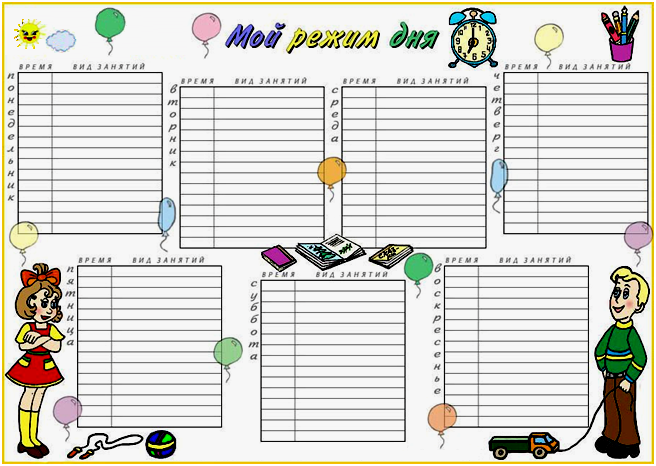 Мой режим дня
ВРЕМЯ ВИД ЗАНЯТИЙ
понедельник
ВРЕМЯ ВИД ЗАНЯТИЙ
вторник
ВРЕМЯ ВИД ЗАНЯТИЙ
среда
ВРЕМЯ ВИД ЗАНЯТИЙ
четверг
ВРЕМЯ ВИД ЗАНЯТИЙ
пятница
ВРЕМЯ ВИД ЗАНЯТИЙ
суббота
ВРЕМЯ ВИД ЗАНЯТИЙ
воскресенье